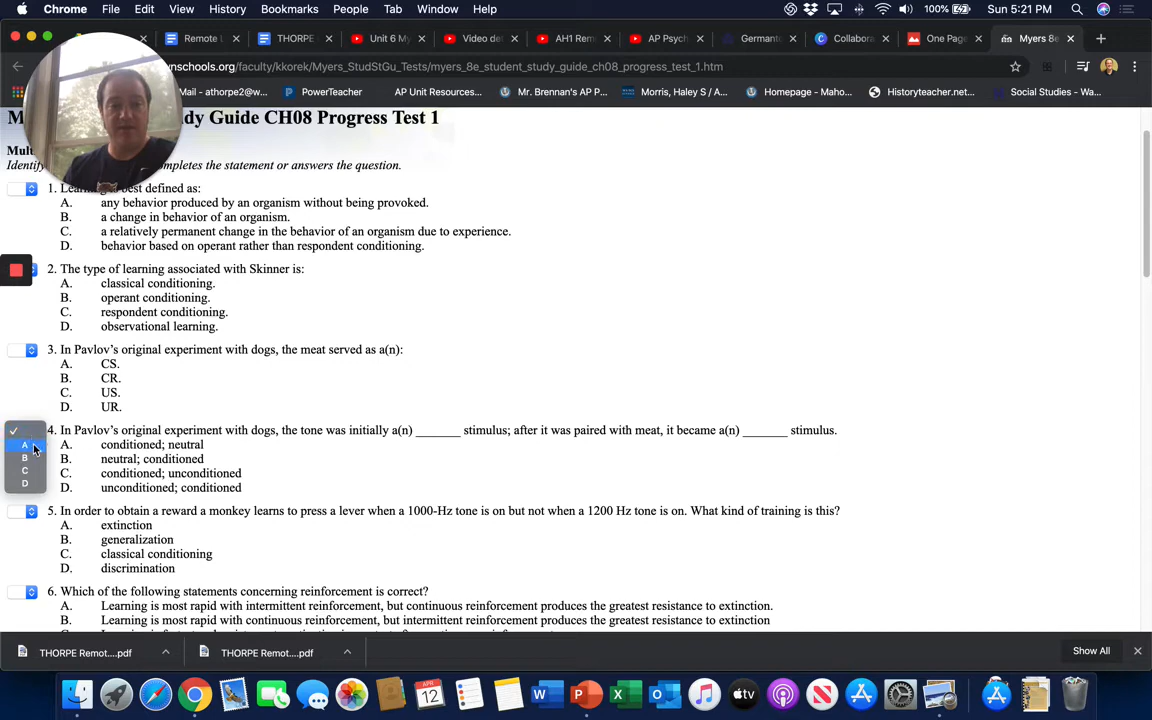 Chrome File Edit View History Bookmarks People Tab Window Help 100% Sun 5:21 PM
Remote THORPE Unit 6 My Video de AH1 Rem AP Psych Germant Collabora One Page Myers 8e
nschools.org/faculty/kkorek/Myers_StudStGu_Tests/myers_8e_student_study_guide_ch08_progress_test_1.htm
Mail - athorpe2@w... PowerTeacher AP Unit Resources... Mr. Brennan's AP P... Morris, Haley S / A... Homepage - Maho... Historyteacher.net... Social Studies - Wa...
dy Guide CH08 Progress Test 1
Mult
Identify mpletes the statement or answers the question.
1. Learning is best defined as:
A. any behavior produced by an organism without being provoked.
B. a change in behavior of an organism.
C. a relatively permanent change in the behavior of an organism due to experience.
D. behavior based on operant rather than respondent conditioning.
2. The type of learning associated with Skinner is:
A. classical conditioning.
B. operant conditioning.
C. respondent conditioning.
D. observational learning.
3. In Pavlov's original experiment with dogs, the meat served as a(n):
A. CS.
B. CR.
C. US.
D. UR.
4. In Pavlov's original experiment with dogs, the tone was initially a(n) _______ stimulus; after it was paired with meat, it became a(n) _______ stimulus.
A A. conditioned; neutral
B B. neutral; conditioned
C C. conditioned; unconditioned
D D. unconditioned; conditioned
5. In order to obtain a reward a monkey learns to press a lever when a 1000-Hz tone is on but not when a 1200 Hz tone is on. What kind of training is this?
A. extinction
B. generalization
C. classical conditioning
D. discrimination
6. Which of the following statements concerning reinforcement is correct?
A. Learning is most rapid with intermittent reinforcement, but continuous reinforcement produces the greatest resistance to extinction.
B. Learning is most rapid with continuous reinforcement, but intermittent reinforcement produces the greatest resistance to extinction
THORPE Remot....pdf THORPE Remot....pdf Show All
APR
12